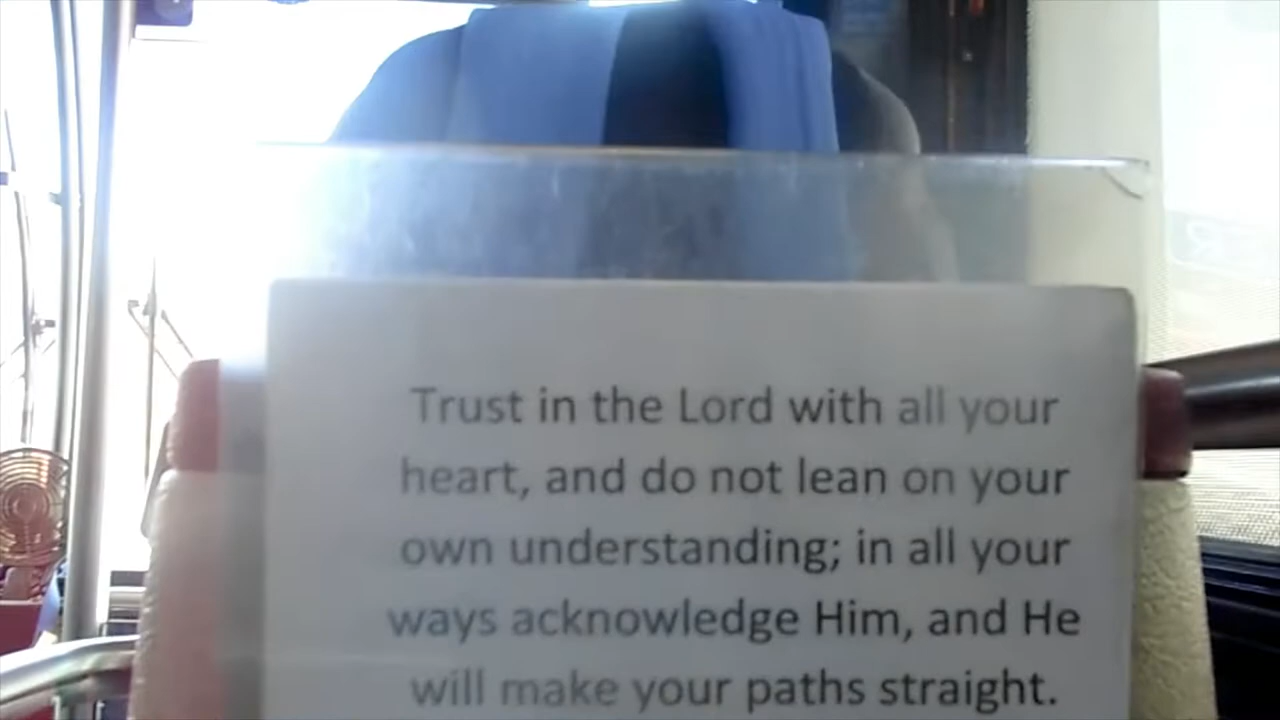 Trust in the Lord with all your
heart, and do not lean on your
own understanding; in all your
ways acknowledge Him, and He
will make your paths straight.